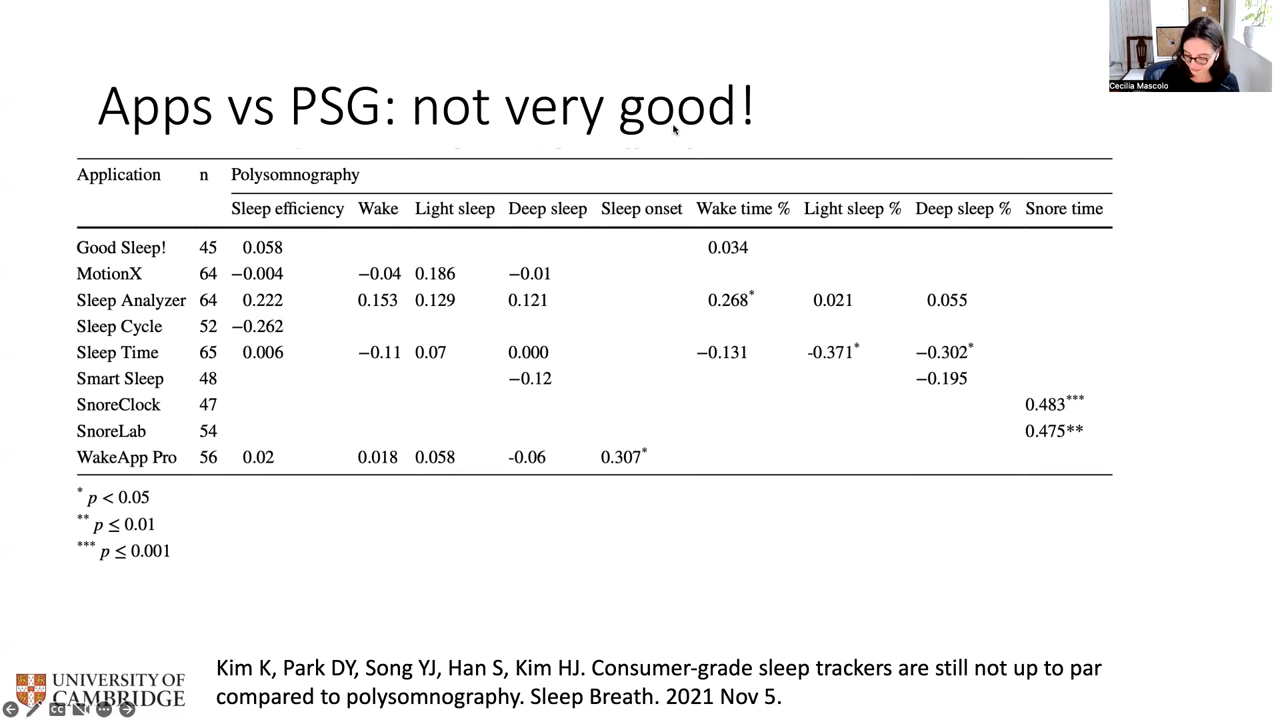 Cecilia Mascolo
Apps vs PSG: not very good!
Application n Polysomnography
Sleep efficiency Wake Light sleep Deep sleep Sleep onset Wake time % Light sleep % Deep sleep % Snore time
Good Sleep! 45 0.058 0.034
MotionX 64 −0.004 −0.04 0.186 −0.01
Sleep Analyzer 64 0.222 0.153 0.129 0.121 0.268* 0.021 0.055
Sleep Cycle 52 −0.262
Sleep Time 65 0.006 −0.11 0.07 0.000 −0.131 -0.371* −0.302*
Smart Sleep 48 −0.12 −0.195
SnoreClock 47 0.483***
SnoreLab 54 0.475**
WakeApp Pro 56 0.02 0.018 0.058 -0.06 0.307*
* p < 0.05
** p ≤ 0.01
*** p ≤ 0.001
Kim K, Park DY, Song YJ, Han S, Kim HJ. Consumer-grade sleep trackers are still not up to par
compared to polysomnography. Sleep Breath. 2021 Nov 5.
UNIVERSITY OF
CAMBRIDGE
CC